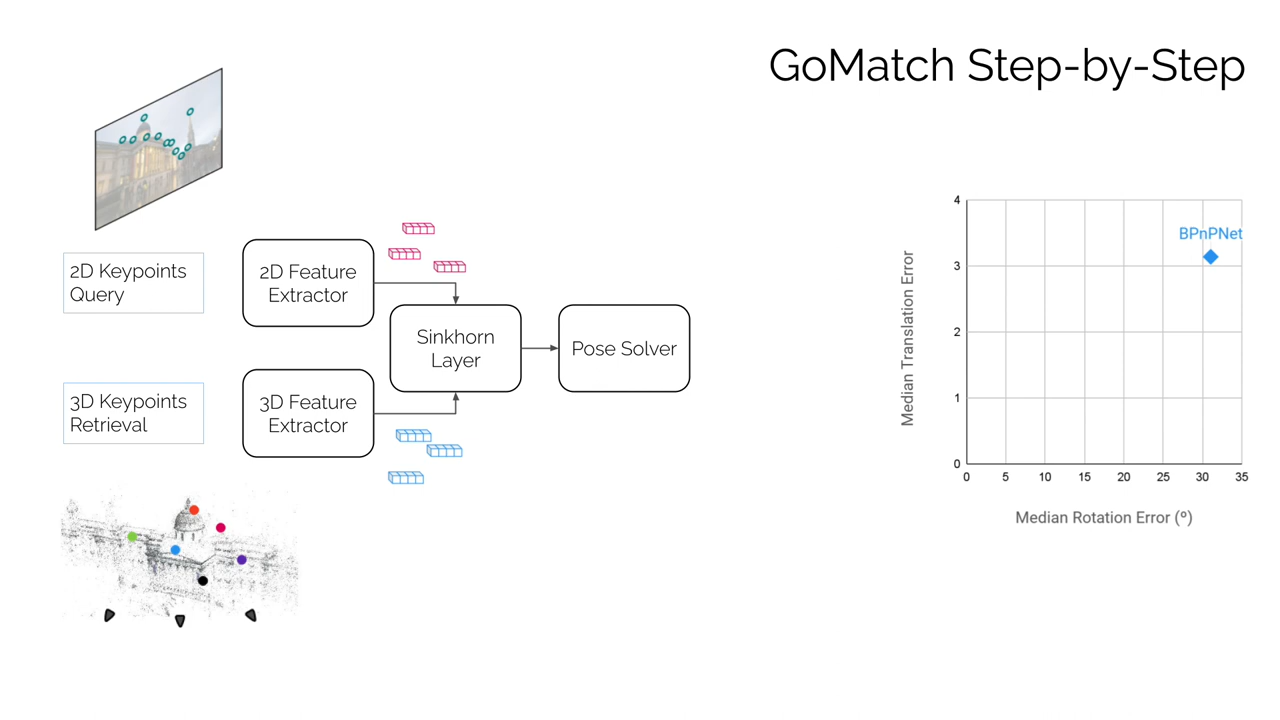 GoMatch Step-by-Step
2D Keypoints
Query
2D Feature
Extractor
Sinkhorn
Layer
Pose Solver
3D Keypoints
Retrieval
3D Feature
Extractor
Median Translation Error
4
3
2
1
0
BPnPNet
0 5 10 15 20 25 30 35
Median Rotation Error (º)